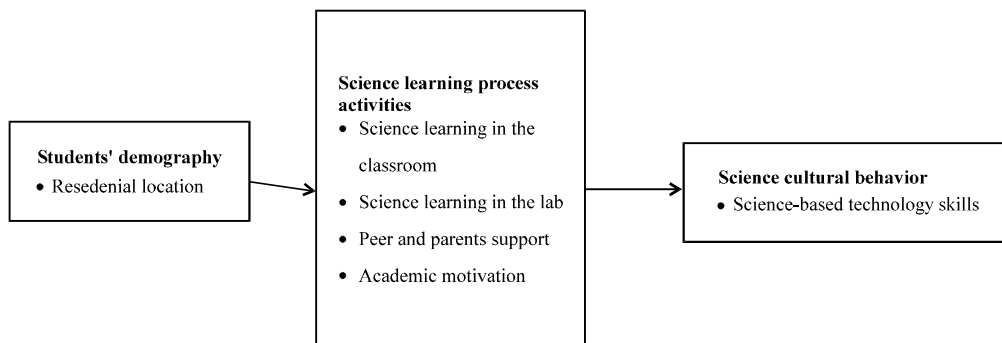 Students' demography
• Resedenial location
Science learning process
activities
• Science learning in the
classroom
• Science learning in the lab
• Peer and parents support
• Academic motivation
Science cultural behavior
• Science-based technology skills